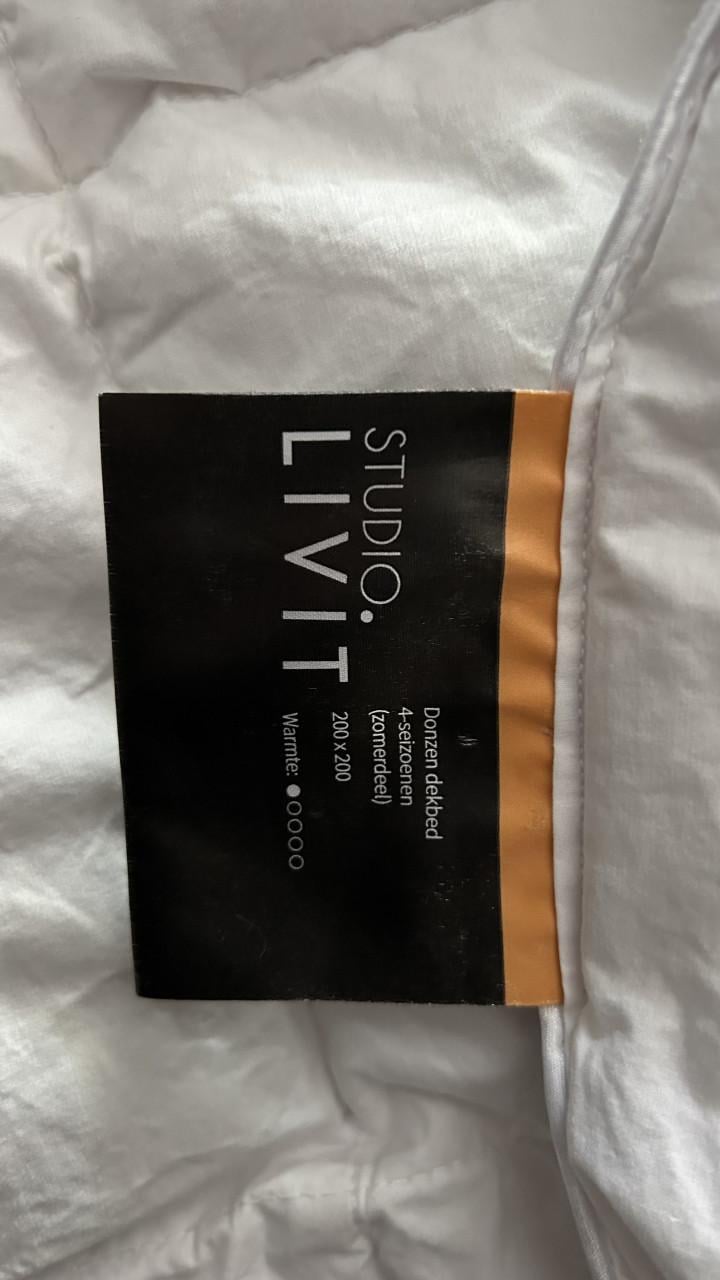 STUDIO.
LIVIT
Donzen dekbed
4-seizoenen
(zomerdeel)
200 x 200
Warmte: ●○○○○